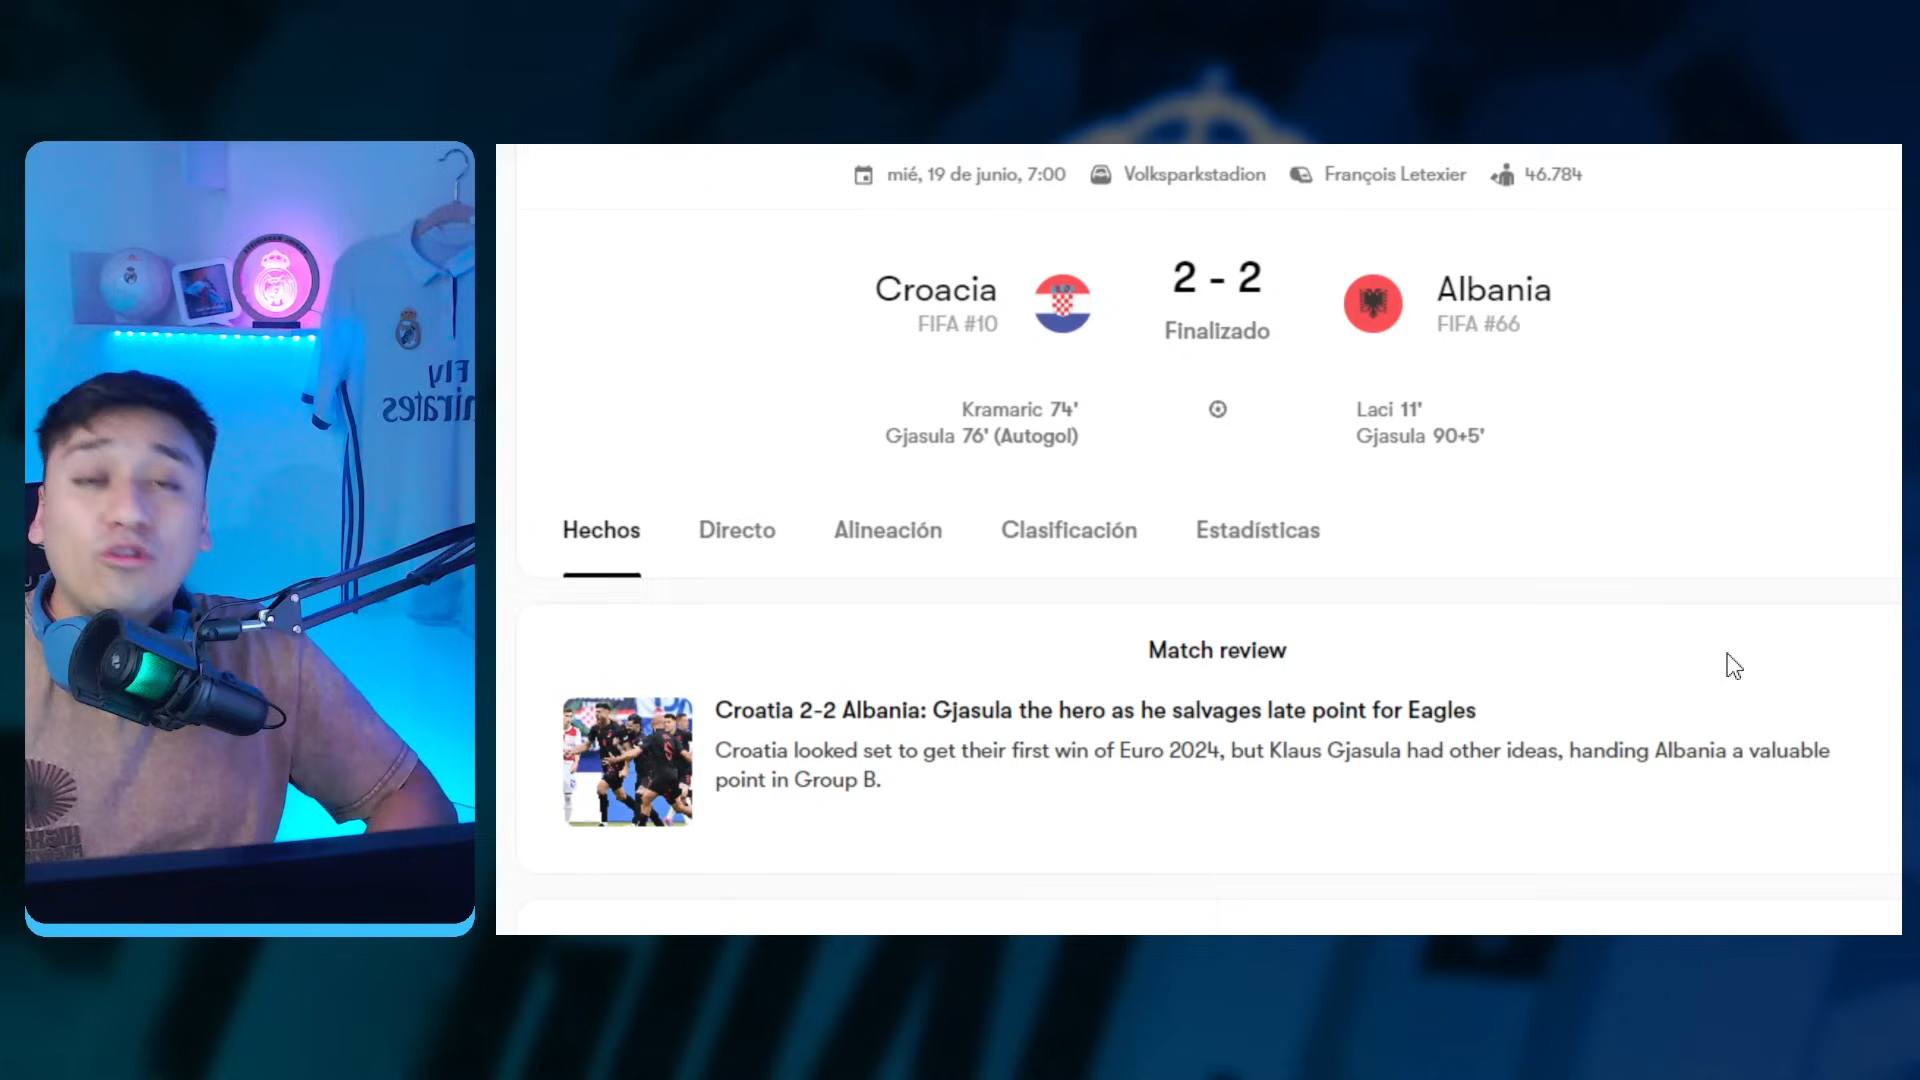 mié, 19 de junio, 7:00 Volksparkstadion François Letexier 46.784
Croacia
FIFA #10
2 - 2
Finalizado
Albania
FIFA #66
Kramaric 74'
Gjasula 76' (Autogol)
Laci 11'
Gjasula 90+5'
Hechos Directo Alineación Clasificación Estadísticas
Match review
Croatia 2-2 Albania: Gjasula the hero as he salvages late point for Eagles
Croatia looked set to get their first win of Euro 2024, but Klaus Gjasula had other ideas, handing Albania a valuable
point in Group B.
Fly
Emirates